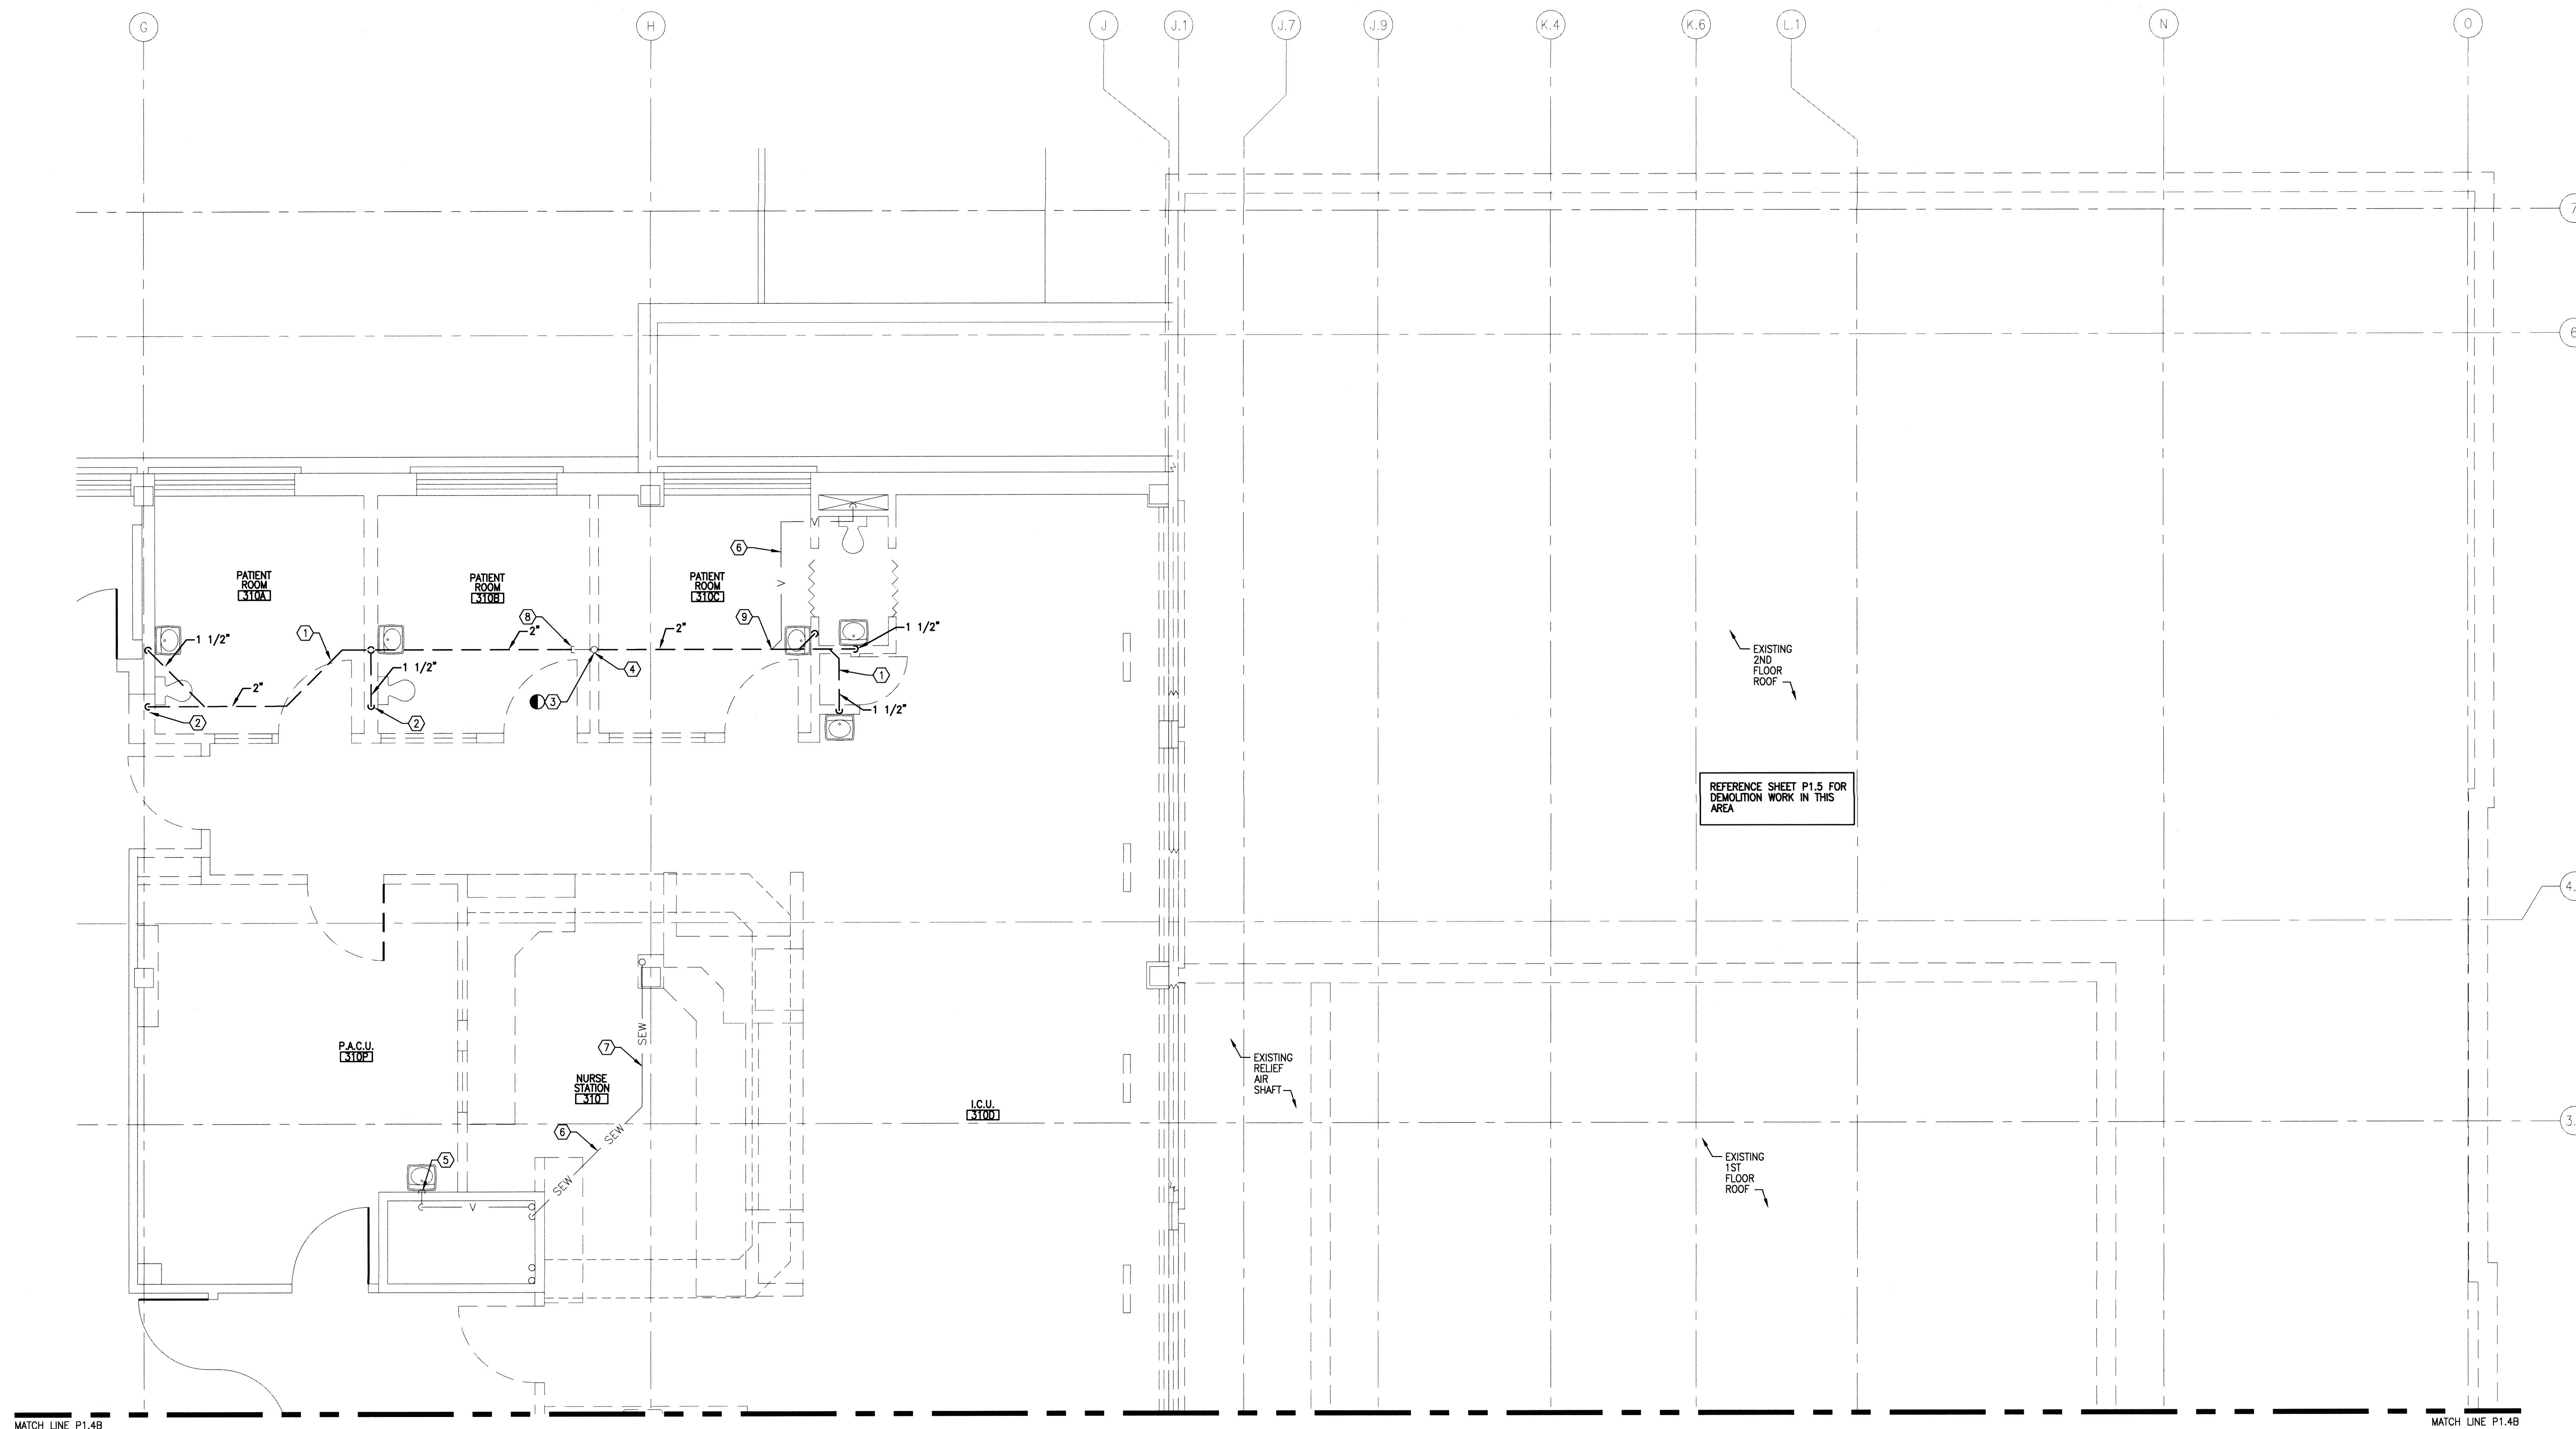 G
H
J
J.1
J.7
J.9
K.4
K.6
L.1
N
O
7
6
PATIENT
ROOM
310A
PATIENT
ROOM
310B
PATIENT
ROOM
310C
V
V
6
1 1/2"
1
2"
8
2"
9
1 1/2"
1 1/2"
4
1
3
2"
2
2
1 1/2"
EXISTING
2ND
FLOOR
ROOF
REFERENCE SHEET P1.5 FOR
DEMOLITION WORK IN THIS
AREA
4.
P.A.C.U.
310P
SEW
7
NURSE
STATION
310
I.C.U.
310D
EXISTING
RELIEF
AIR
SHAFT
3.
6
SEW
SEW
5
V
EXISTING
1ST
FLOOR
ROOF
MATCH LINE P1.4B
MATCH LINE P1.4B